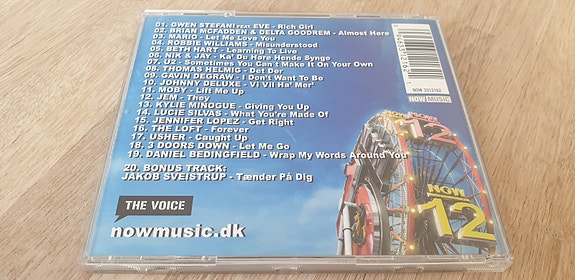 01. GWEN STEFANI FEAT EVE - Rich Girl
02. BRIAN MCFADDEN & DELTA GOODREM - Almost Here
03. MARIO - Let Me Love You
04. ROBBIE WILLIAMS - Misunderstood
05. BETH HART - Learning To Live
06. NIK & JAY - Ka' Du Høre Hende Synge
07. U2 - Sometimes You Can't Make It On Your Own
08. THOMAS HELMIG - Det Der
09. GAVIN DEGRAW - I Don't Want To Be
10. JOHNNY DELUXE - Vi Vil Ha' Mer'
11. MOBY - Lift Me Up
12. JEM - They
13. KYLIE MINOGUE - Giving You Up
14. LUCIE SILVAS - What You're Made Of
15. JENNIFER LOPEZ - Get Right
16. THE LOFT - Forever
17. USHER - Caught Up
18. 3 DOORS DOWN - Let Me Go
19. DANIEL BEDINGFIELD - Wrap My Words Around You
20. BONUS TRACK:
JAKOB SVEISTRUP - Tænder På Dig
THE VOICE
nowmusic.dk
NOW 3312162
NOW MUSIC
12
NOW
12